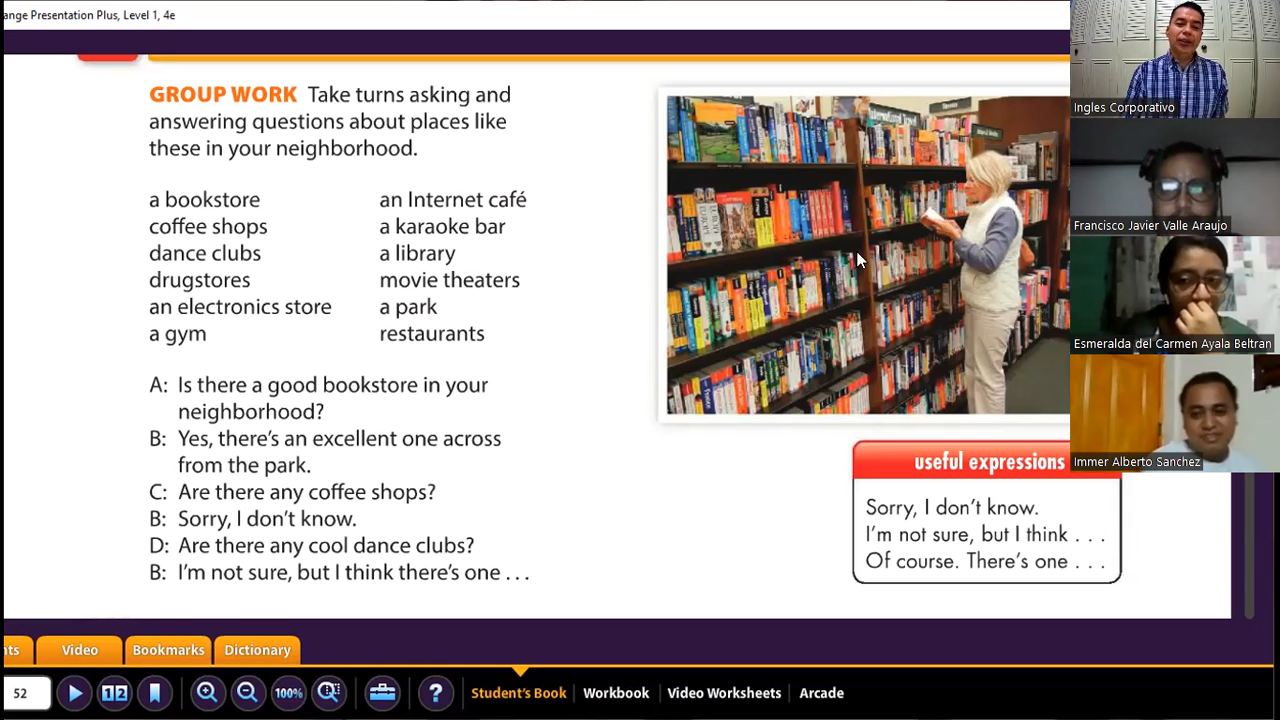 ange Presentation Plus, Level 1, 4e
GROUP WORK Take turns asking and
answering questions about places like
these in your neighborhood.
a bookstore
coffee shops
dance clubs
drugstores
an electronics store
a gym
an Internet café
a karaoke bar
a library
movie theaters
a park
restaurants
A: Is there a good bookstore in your
neighborhood?
B: Yes, there's an excellent one across
from the park.
C: Are there any coffee shops?
B: Sorry, I don't know.
D: Are there any cool dance clubs?
B: I'm not sure, but I think there's one . . .
International Travel
useful expressions
Sorry, I don't know.
I'm not sure, but I think . . .
Of course. There's one . . .
Ingles Corporativo
Francisco Javier Valle Araujo
Esmeralda del Carmen Ayala Beltran
Immer Alberto Sanchez
nts
Video
Bookmarks
Dictionary
52
12
100%
?
Student's Book
Workbook
Video Worksheets
Arcade